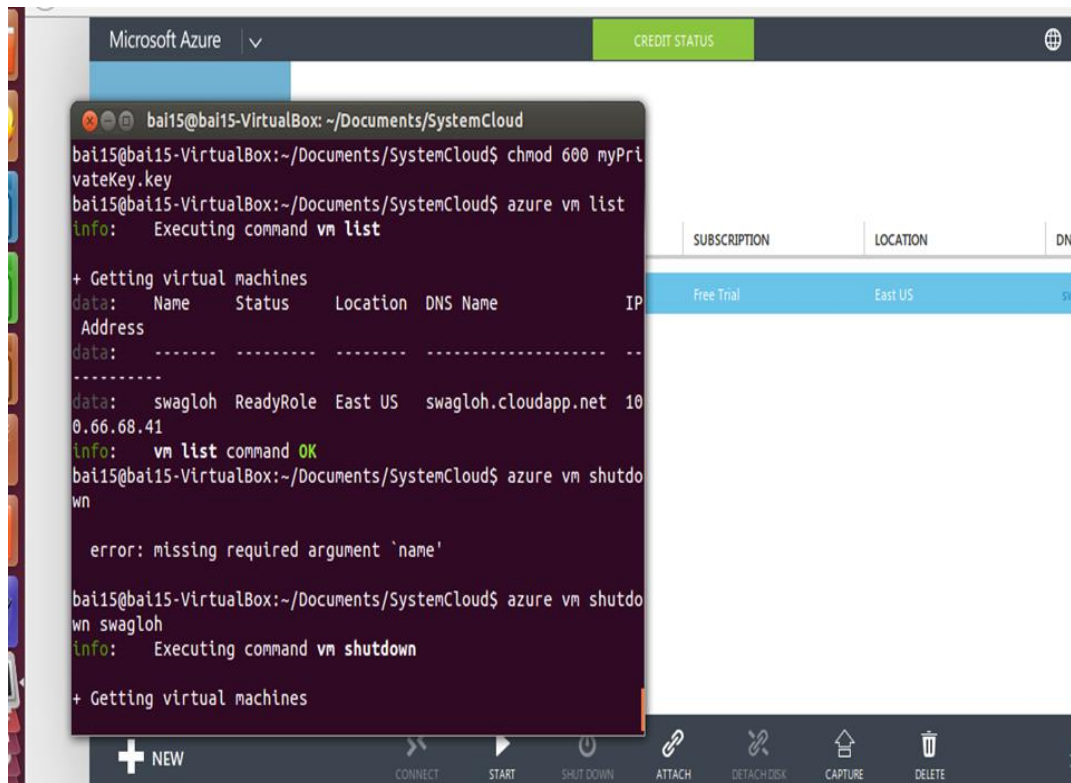 Microsoft Azure
CREDIT STATUS
bai15@bai15-VirtualBox: ~/Documents/SystemCloud
bai15@bai15-VirtualBox:~/Documents/SystemCloud$ chmod 600 myPri
vateKey.key
bai15@bai15-VirtualBox:~/Documents/SystemCloud$ azure vm list
info:    Executing command vm list
+ Getting virtual machines
data:    Name     Status     Location  DNS Name               IP
 Address
data:    -------  ---------  --------  --------------------  --
----------
data:    swagloh  ReadyRole  East US   swagloh.cloudapp.net  10
0.66.68.41
info:    vm list command OK
bai15@bai15-VirtualBox:~/Documents/SystemCloud$ azure vm shutdo
wn
  error: missing required argument `name'
bai15@bai15-VirtualBox:~/Documents/SystemCloud$ azure vm shutdo
wn swagloh
info:    Executing command vm shutdown
+ Getting virtual machines
SUBSCRIPTION LOCATION DN
Free Trial East US sw
NEW
CONNECT START SHUT DOWN ATTACH DETACH DISK CAPTURE DELETE